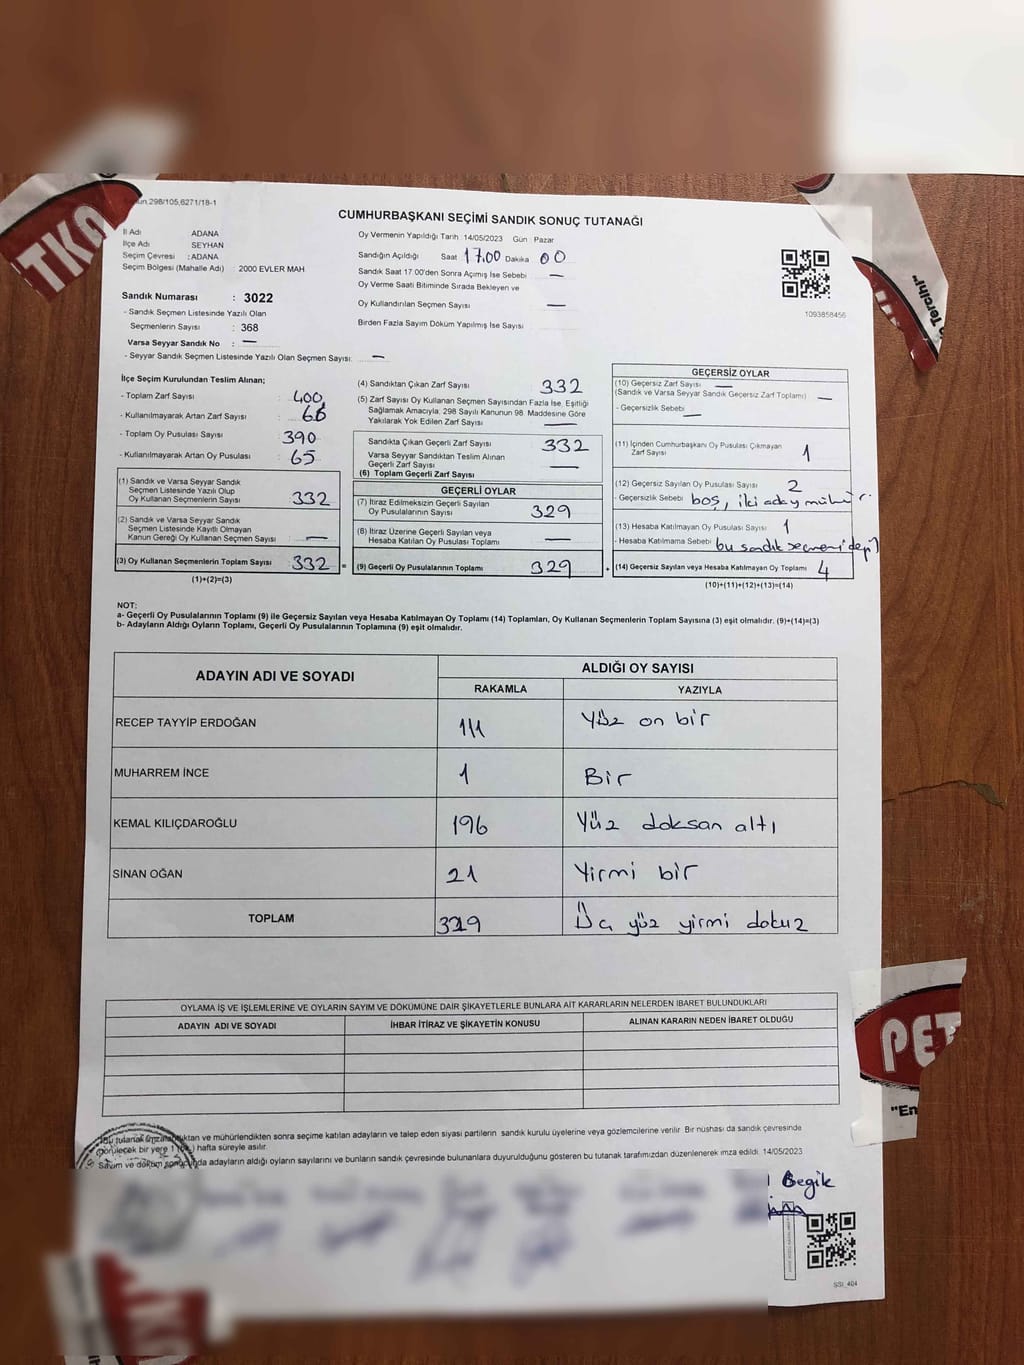 TKA
un.298/105,6271/18-1
CUMHURBAŞKANI SEÇİMİ SANDIK SONUÇ TUTANAĞI
İl Adı ADANA
İlçe Adı SEYHAN
Seçim Çevresi : ADANA
Seçim Bölgesi (Mahalle Adı) : 2000 EVLER MAH
Sandık Numarası : 3022
- Sandık Seçmen Listesinde Yazılı Olan
Seçmenlerin Sayısı : 368
Varsa Seyyar Sandık No : —
- Seyyar Sandık Seçmen Listesinde Yazılı Olan Seçmen Sayısı: —
Oy Vermenin Yapıldığı Tarih 14/05/2023 Gün : Pazar
Sandığın Açıldığı Saat 17.00 Dakika 00
Sandık Saat 17.00'den Sonra Açımış İse Sebebi —
Oy Verme Saati Bitiminde Sırada Bekleyen ve
Oy Kullandırılan Seçmen Sayısı —
Birden Fazla Sayım Döküm Yapılmış İse Sayısı
1093858456
Tercihi"
İlçe Seçim Kurulundan Teslim Alınan;
- Toplam Zarf Sayısı : 400
- Kullanılmayarak Artan Zarf Sayısı : 68
- Toplam Oy Pusulası Sayısı : 390
- Kullanılmayarak Artan Oy Pusulası : 65
(1) Sandık ve Varsa Seyyar Sandık
Seçmen Listesinde Yazılı Olup
Oy Kullanan Seçmenlerin Sayısı : 332
(2) Sandık ve Varsa Seyyar Sandık
Seçmen Listesinde Kayıtlı Olmayan
Kanun Gereği Oy Kullanan Seçmen Sayısı : —
(3) Oy Kullanan Seçmenlerin Toplam Sayısı : 332 =
(1)+(2)=(3)
(4) Sandıktan Çıkan Zarf Sayısı 332
(5) Zarf Sayısı Oy Kullanan Seçmen Sayısından Fazla İse, Eşitliği
Sağlamak Amacıyla; 298 Sayılı Kanunun 98. Maddesine Göre
Yakılarak Yok Edilen Zarf Sayısı —
Sandıkta Çıkan Geçerli Zarf Sayısı 332
Varsa Seyyar Sandıktan Teslim Alınan
Geçerli Zarf Sayısı —
(6) Toplam Geçerli Zarf Sayısı
GEÇERLİ OYLAR
(7) İtiraz Edilmeksizin Geçerli Sayılan
Oy Pusulalarının Sayısı 329
(8) İtiraz Üzerine Geçerli Sayılan veya
Hesaba Katılan Oy Pusulası Toplamı —
(9) Geçerli Oy Pusulalarının Toplamı 329 +
GEÇERSİZ OYLAR
(10) Geçersiz Zarf Sayısı —
(Sandık ve Varsa Seyyar Sandık Geçersiz Zarf Toplamı) —
- Geçersizlik Sebebi —
(11) İçinden Cumhurbaşkanı Oy Pusulası Çıkmayan
Zarf Sayısı 1
(12) Geçersiz Sayılan Oy Pusulası Sayısı 2
- Geçersizlik Sebebi boş, iki aday mühür.
(13) Hesaba Katılmayan Oy Pusulası Sayısı 1
- Hesaba Katılmama Sebebi bu sandık seçmeni değil
(14) Geçersiz Sayılan veya Hesaba Katılmayan Oy Toplamı 4
(10)+(11)+(12)+(13)=(14)
NOT:
a- Geçerli Oy Pusulalarının Toplamı (9) ile Geçersiz Sayılan veya Hesaba Katılmayan Oy Toplamı (14) Toplamları, Oy Kullanan Seçmenlerin Toplam Sayısına (3) eşit olmalıdır. (9)+(14)=(3)
b- Adayların Aldığı Oyların Toplamı, Geçerli Oy Pusulalarının Toplamına (9) eşit olmalıdır.
ADAYIN ADI VE SOYADI
ALDIĞI OY SAYISI
RAKAMLA YAZIYLA
RECEP TAYYİP ERDOĞAN 111 Yüz on bir
MUHARREM İNCE 1 Bir
KEMAL KILIÇDAROĞLU 196 Yüz doksan altı
SİNAN OĞAN 21 Yirmi bir
TOPLAM 329 Üç yüz yirmi dokuz
OYLAMA İŞ VE İŞLEMLERİNE VE OYLARIN SAYIM VE DÖKÜMÜNE DAİR ŞİKAYETLERLE BUNLARA AİT KARARLARIN NELERDEN İBARET BULUNDUKLARI
ADAYIN ADI VE SOYADI İHBAR İTİRAZ VE ŞİKAYETİN KONUSU ALINAN KARARIN NEDEN İBARET OLDUĞU
PET
"En
Bu tutanak imzalandıktan ve mühürlendikten sonra seçime katılan adayların ve talep eden siyasi partilerin sandık kurulu üyelerine veya gözlemcilerine verilir. Bir nüshası da sandık çevresinde
görülecek bir yere 1 hafta süreyle asılır.
Sayım ve döküm sonucunda adayların aldığı oyların sayılarını ve bunların sandık çevresinde bulunanlara duyurulduğunu gösteren bu tutanak tarafımızdan düzenlenerek imza edildi. 14/05/2023
Begik
SSI_404